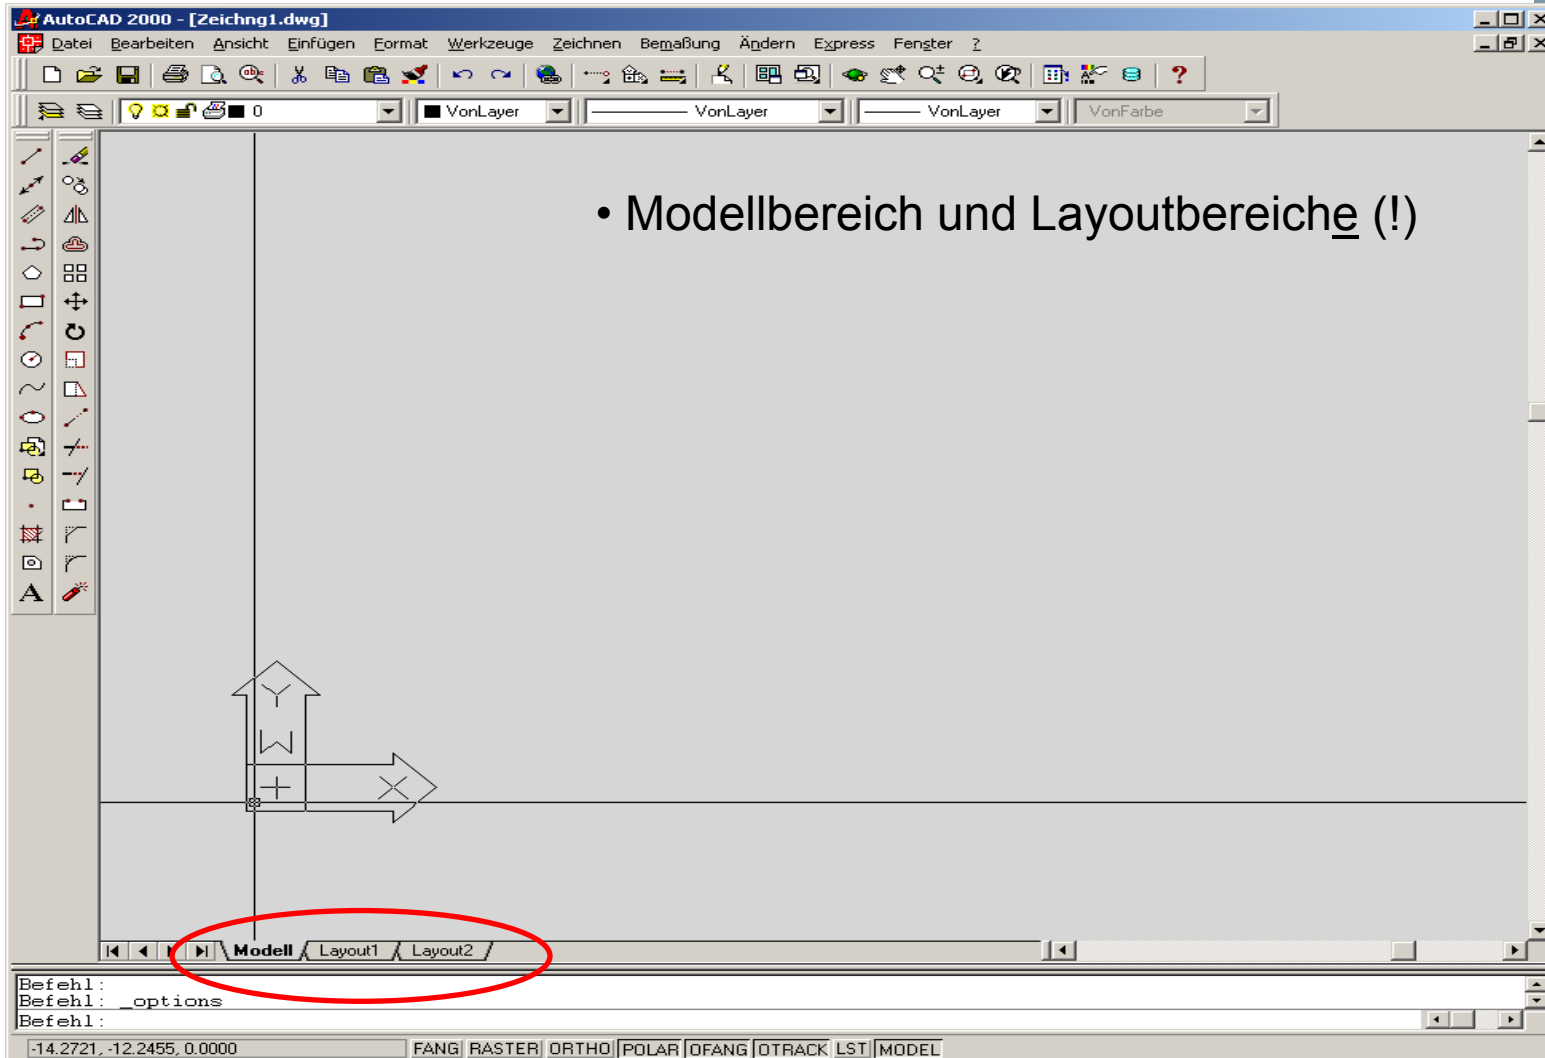 AutoCAD 2000 - [Zeichng1.dwg]
Datei Bearbeiten Ansicht Einfügen Format Werkzeuge Zeichnen Bemaßung Ändern Express Fenster ?
0 VonLayer VonLayer VonLayer VonFarbe
• Modellbereich und Layoutbereiche (!)
A
Y
W
X
Modell Layout1 Layout2
Befehl:
Befehl: _options
Befehl:
-14.2721, -12.2455, 0.0000 FANG RASTER ORTHO POLAR OFANG OTRACK LST MODEL